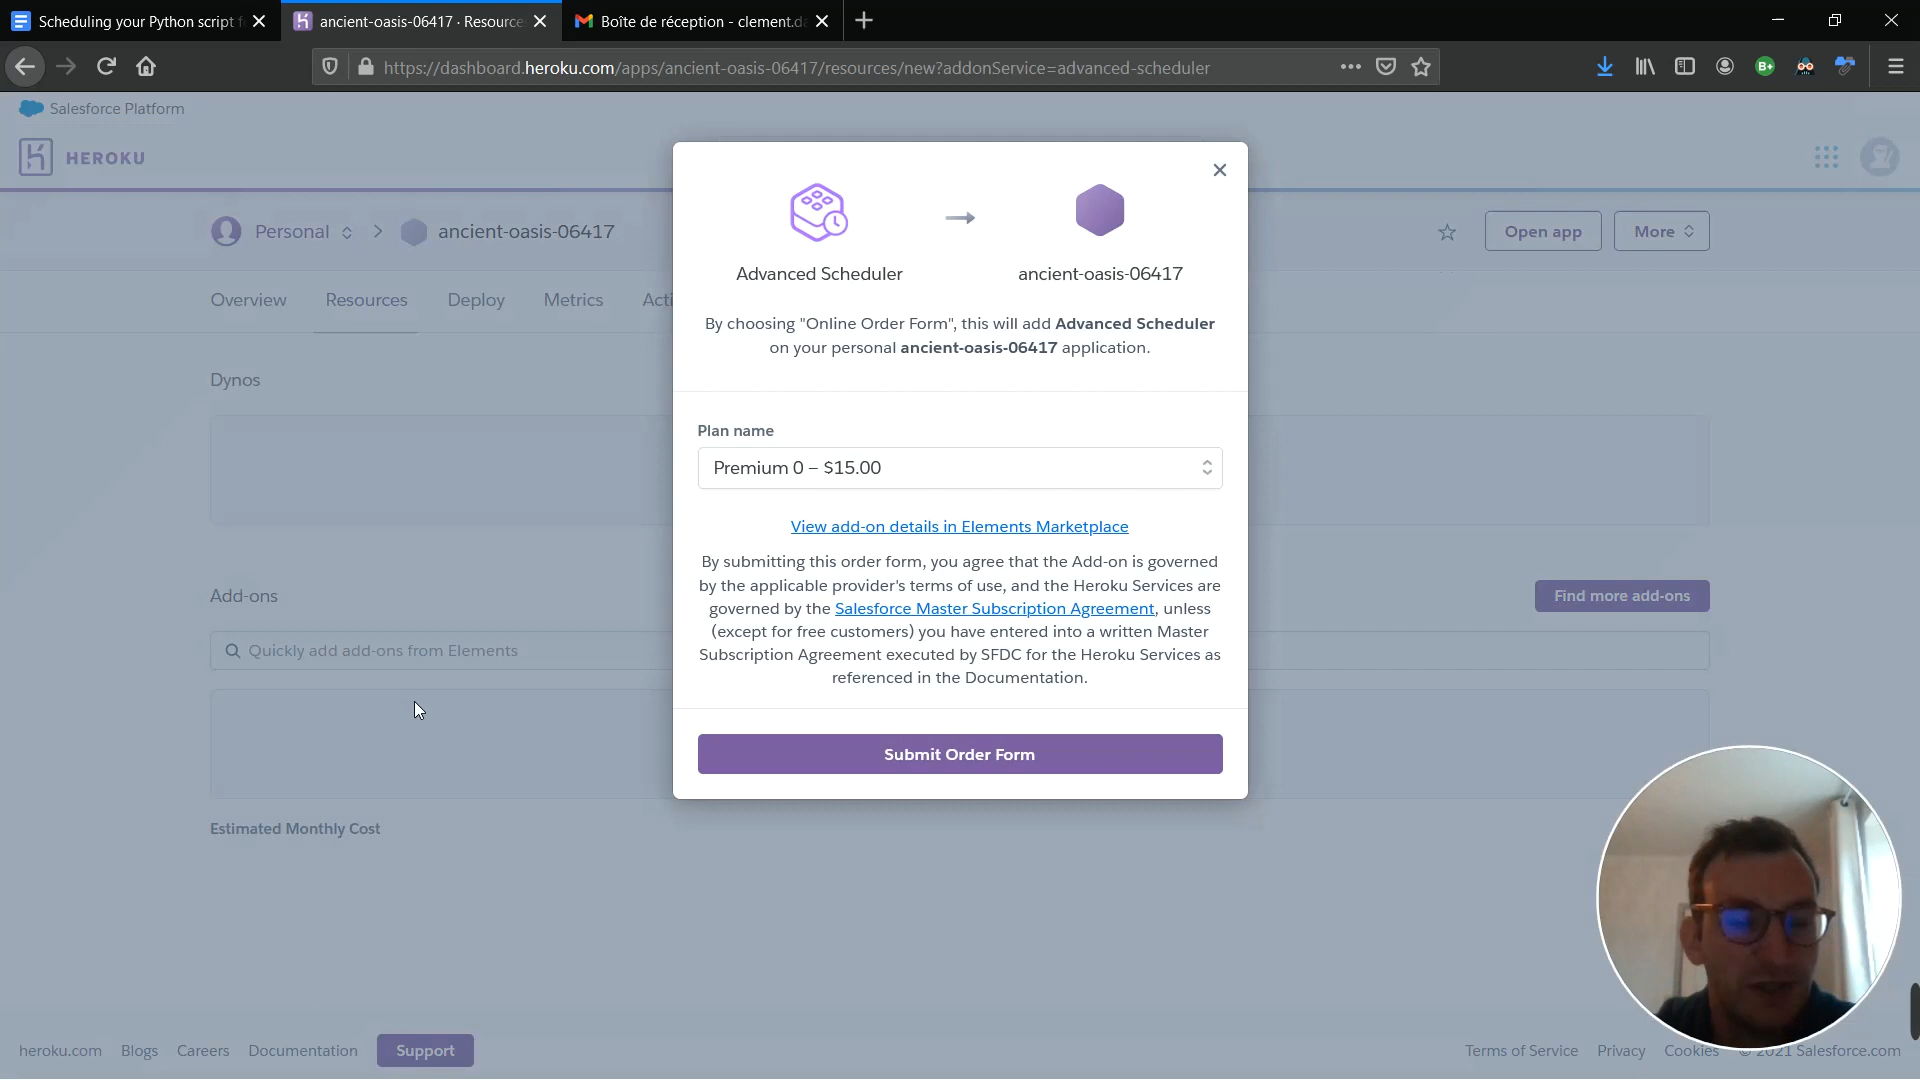 Scheduling your Python script f
ancient-oasis-06417 · Resource
Boîte de réception - clement.d
https://dashboard.heroku.com/apps/ancient-oasis-06417/resources/new?addonService=advanced-scheduler
B+
Salesforce Platform
HEROKU
Personal
ancient-oasis-06417
Open app
More
Overview
Resources
Deploy
Metrics
Acti
Dynos
Add-ons
Find more add-ons
Quickly add add-ons from Elements
Estimated Monthly Cost
Advanced Scheduler
ancient-oasis-06417
By choosing "Online Order Form", this will add Advanced Scheduler
on your personal ancient-oasis-06417 application.
Plan name
Premium 0 – $15.00
View add-on details in Elements Marketplace
By submitting this order form, you agree that the Add-on is governed
by the applicable provider's terms of use, and the Heroku Services are
governed by the Salesforce Master Subscription Agreement, unless
(except for free customers) you have entered into a written Master
Subscription Agreement executed by SFDC for the Heroku Services as
referenced in the Documentation.
Submit Order Form
heroku.com
Blogs
Careers
Documentation
Support
Terms of Service
Privacy
Cookies
© 2021 Salesforce.com